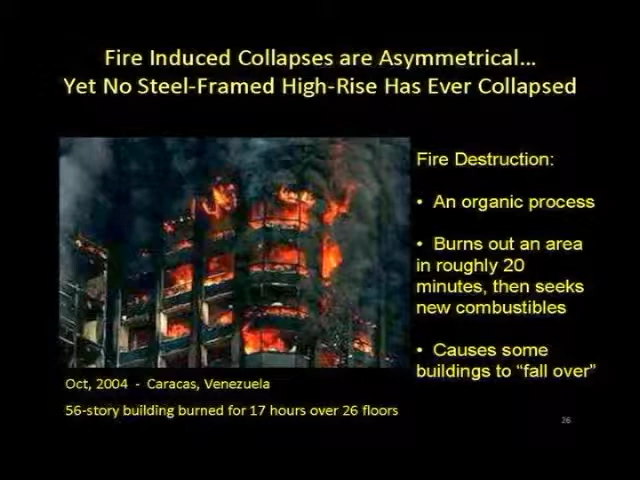 Fire Induced Collapses are Asymmetrical...
Yet No Steel-Framed High-Rise Has Ever Collapsed
Fire Destruction:
• An organic process
• Burns out an area
in roughly 20
minutes, then seeks
new combustibles
• Causes some
buildings to "fall over"
Oct, 2004 - Caracas, Venezuela
56-story building burned for 17 hours over 26 floors
26